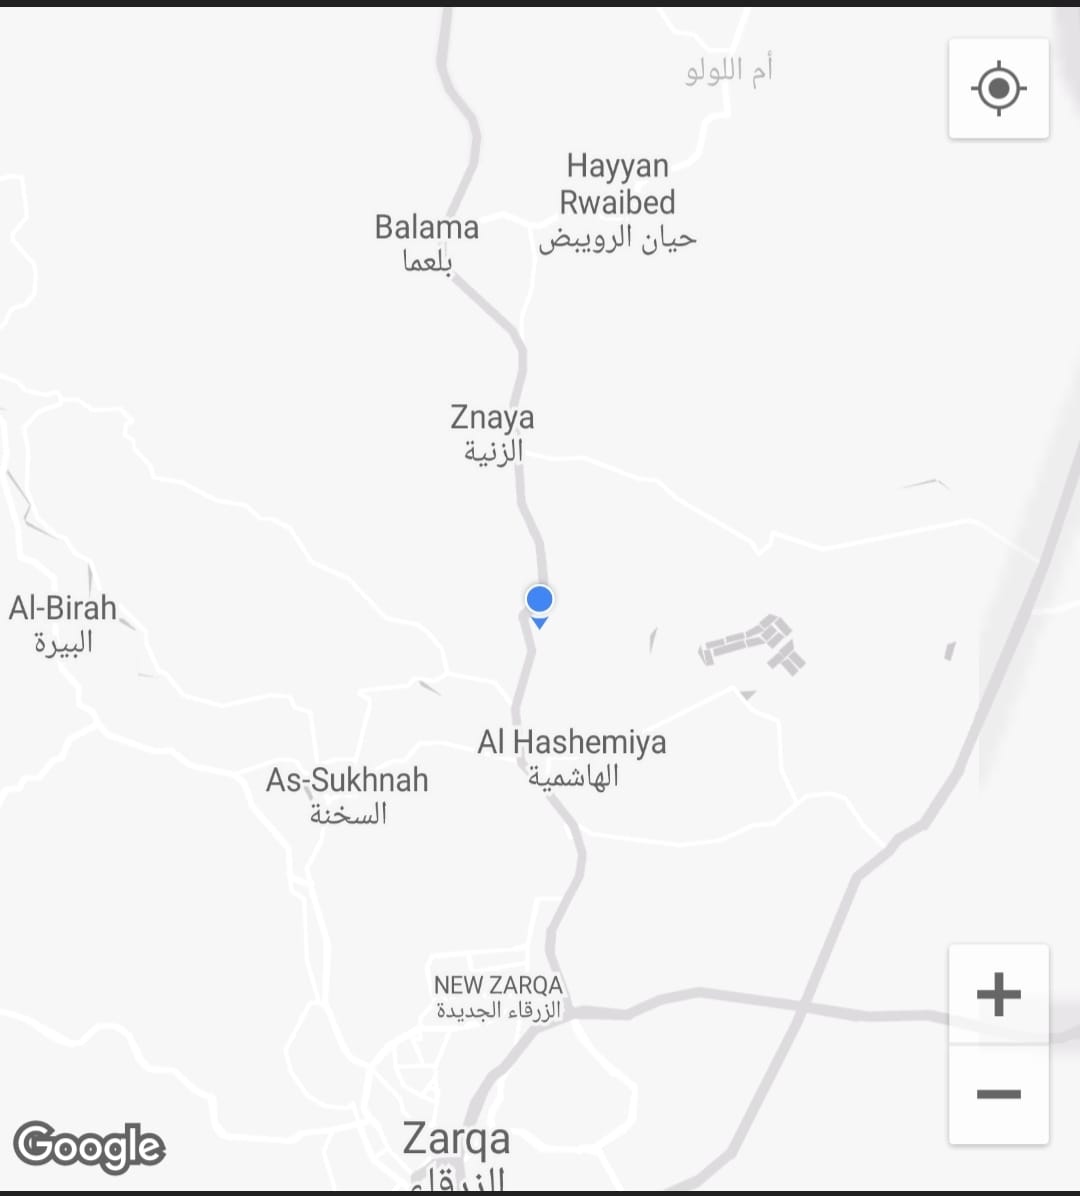 أم اللولو
Hayyan
Rwaibed
حيان الرويبض
Balama
بلعما
Znaya
الزنية
Al-Birah
البيرة
Al Hashemiya
الهاشمية
As-Sukhnah
السخنة
NEW ZARQA
الزرقاء الجديدة
Google
Zarqa
الزرقاء